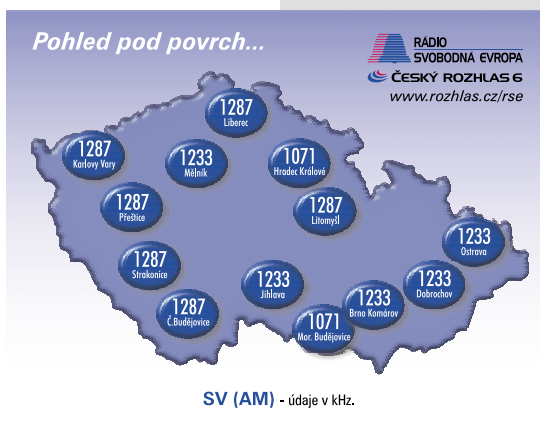 Pohled pod povrch...
RÁDIO
SVOBODNÁ EVROPA
ČESKÝ ROZHLAS 6
www.rozhlas.cz/rse
1287
Liberec
1287
Karlovy Vary
1233
Mělník
1071
Hradec Králové
1287
Přeštice
1287
Litomyšl
1233
Ostrava
1287
Strakonice
1233
Jihlava
1233
Dobrochov
1287
Č.Budějovice
1233
Brno Komárov
1071
Mor. Budějovice
SV (AM) - údaje v kHz.